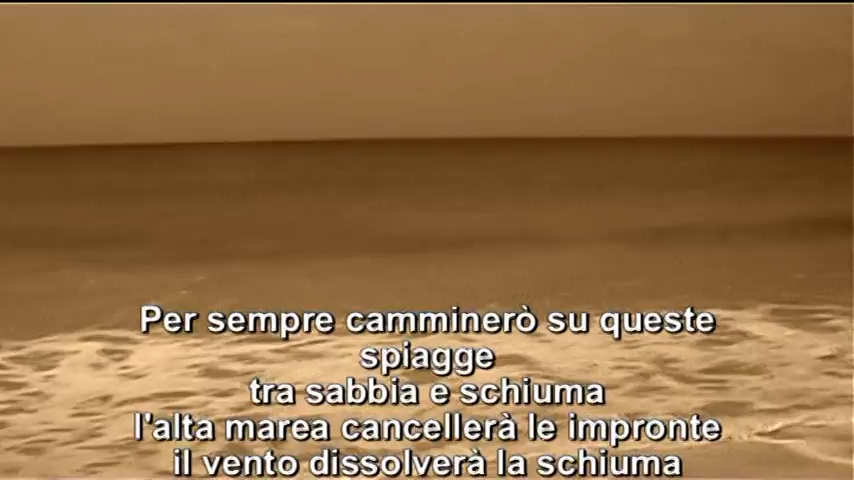 Per sempre camminerò su queste
spiagge
tra sabbia e schiuma
l'alta marea cancellerà le impronte
il vento dissolverà la schiuma